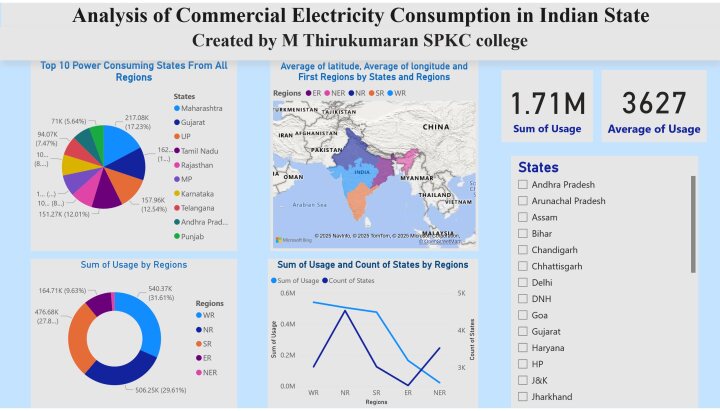 Analysis of Commercial Electricity Consumption in Indian State
Created by M Thirukumaran SPKC college
Top 10 Power Consuming States From All
Regions
217.08K
(17.23%)
162...
(1...)
157.96K
(12.54%)
151.27K (12.01%)
1... (...)
10... (8...)
10...
(8....)
94.07K
(7.47%)
71K (5.64%)
States
Maharashtra
Gujarat
UP
Tamil Nadu
Rajasthan
MP
Karnataka
Telangana
Andhra Prad...
Punjab
Average of latitude, Average of longitude and
First Regions by States and Regions
Regions ER NER NR SR WR
TURKMENISTAN TAJIKISTAN
IRAN AFGHANISTAN
CHINA
PAKISTAN
INDIA
OMAN
MYANMAR
Arabian Sea
THAILAND
VIETNAM
MALAYSIA
Microsoft Bing
© 2025 NavInfo, © 2025 TomTom, © 2025 Microsoft Corporation,
© OpenStreetMap
1.71M
Sum of Usage
3627
Average of Usage
States
Andhra Pradesh
Arunachal Pradesh
Assam
Bihar
Chandigarh
Chhattisgarh
Delhi
DNH
Goa
Gujarat
Haryana
HP
J&K
Jharkhand
Sum of Usage by Regions
164.71K (9.63%)
540.37K
(31.61%)
476.68K
(27.8...)
506.25K (29.61%)
Regions
WR
NR
SR
ER
NER
Sum of Usage and Count of States by Regions
Sum of Usage Count of States
0.6M
0.4M
0.2M
0.0M
Sum of Usage
5K
4K
3K
Count of States
WR NR SR ER NER
Regions